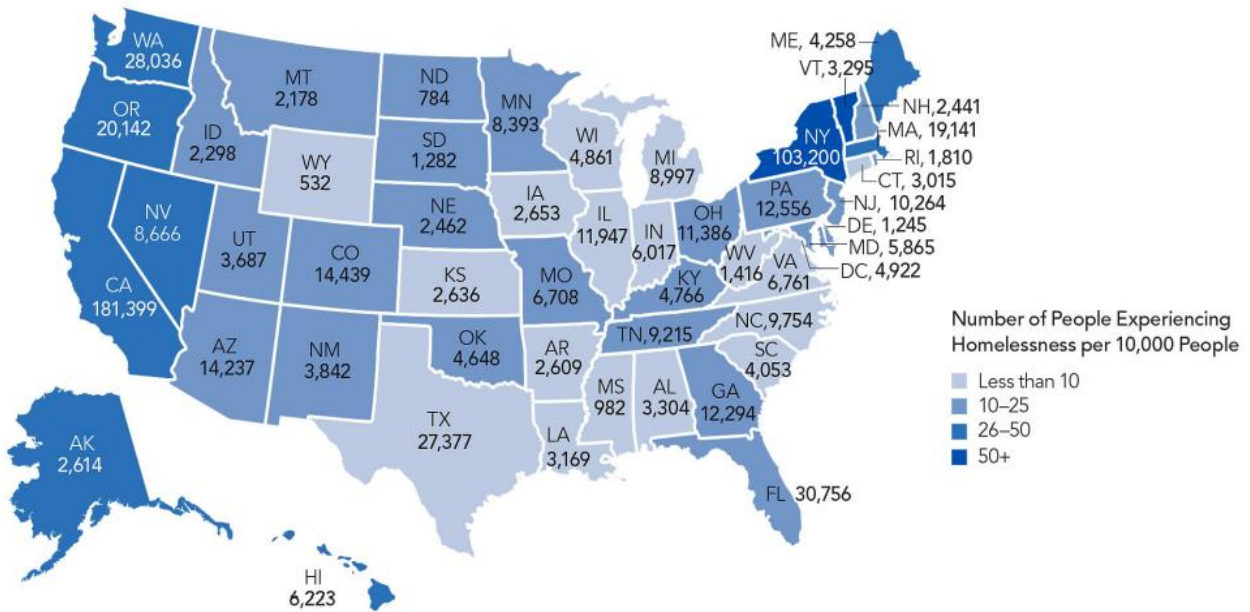 WA
28,036
OR
20,142
CA
181,399
NV
8,666
ID
2,298
MT
2,178
WY
532
UT
3,687
CO
14,439
AZ
14,237
NM
3,842
ND
784
SD
1,282
NE
2,462
KS
2,636
OK
4,648
TX
27,377
MN
8,393
IA
2,653
MO
6,708
AR
2,609
LA
3,169
WI
4,861
IL
11,947
MI
8,997
IN
6,017
OH
11,386
KY
4,766
TN, 9,215
MS
982
AL
3,304
GA
12,294
FL 30,756
SC
4,053
NC, 9,754
VA
6,761
WV
1,416
PA
12,556
NY
103,200
ME, 4,258
VT, 3,295
NH, 2,441
MA, 19,141
RI, 1,810
CT, 3,015
NJ, 10,264
DE, 1,245
MD, 5,865
DC, 4,922
AK
2,614
HI
6,223
Number of People Experiencing
Homelessness per 10,000 People
Less than 10
10–25
26–50
50+